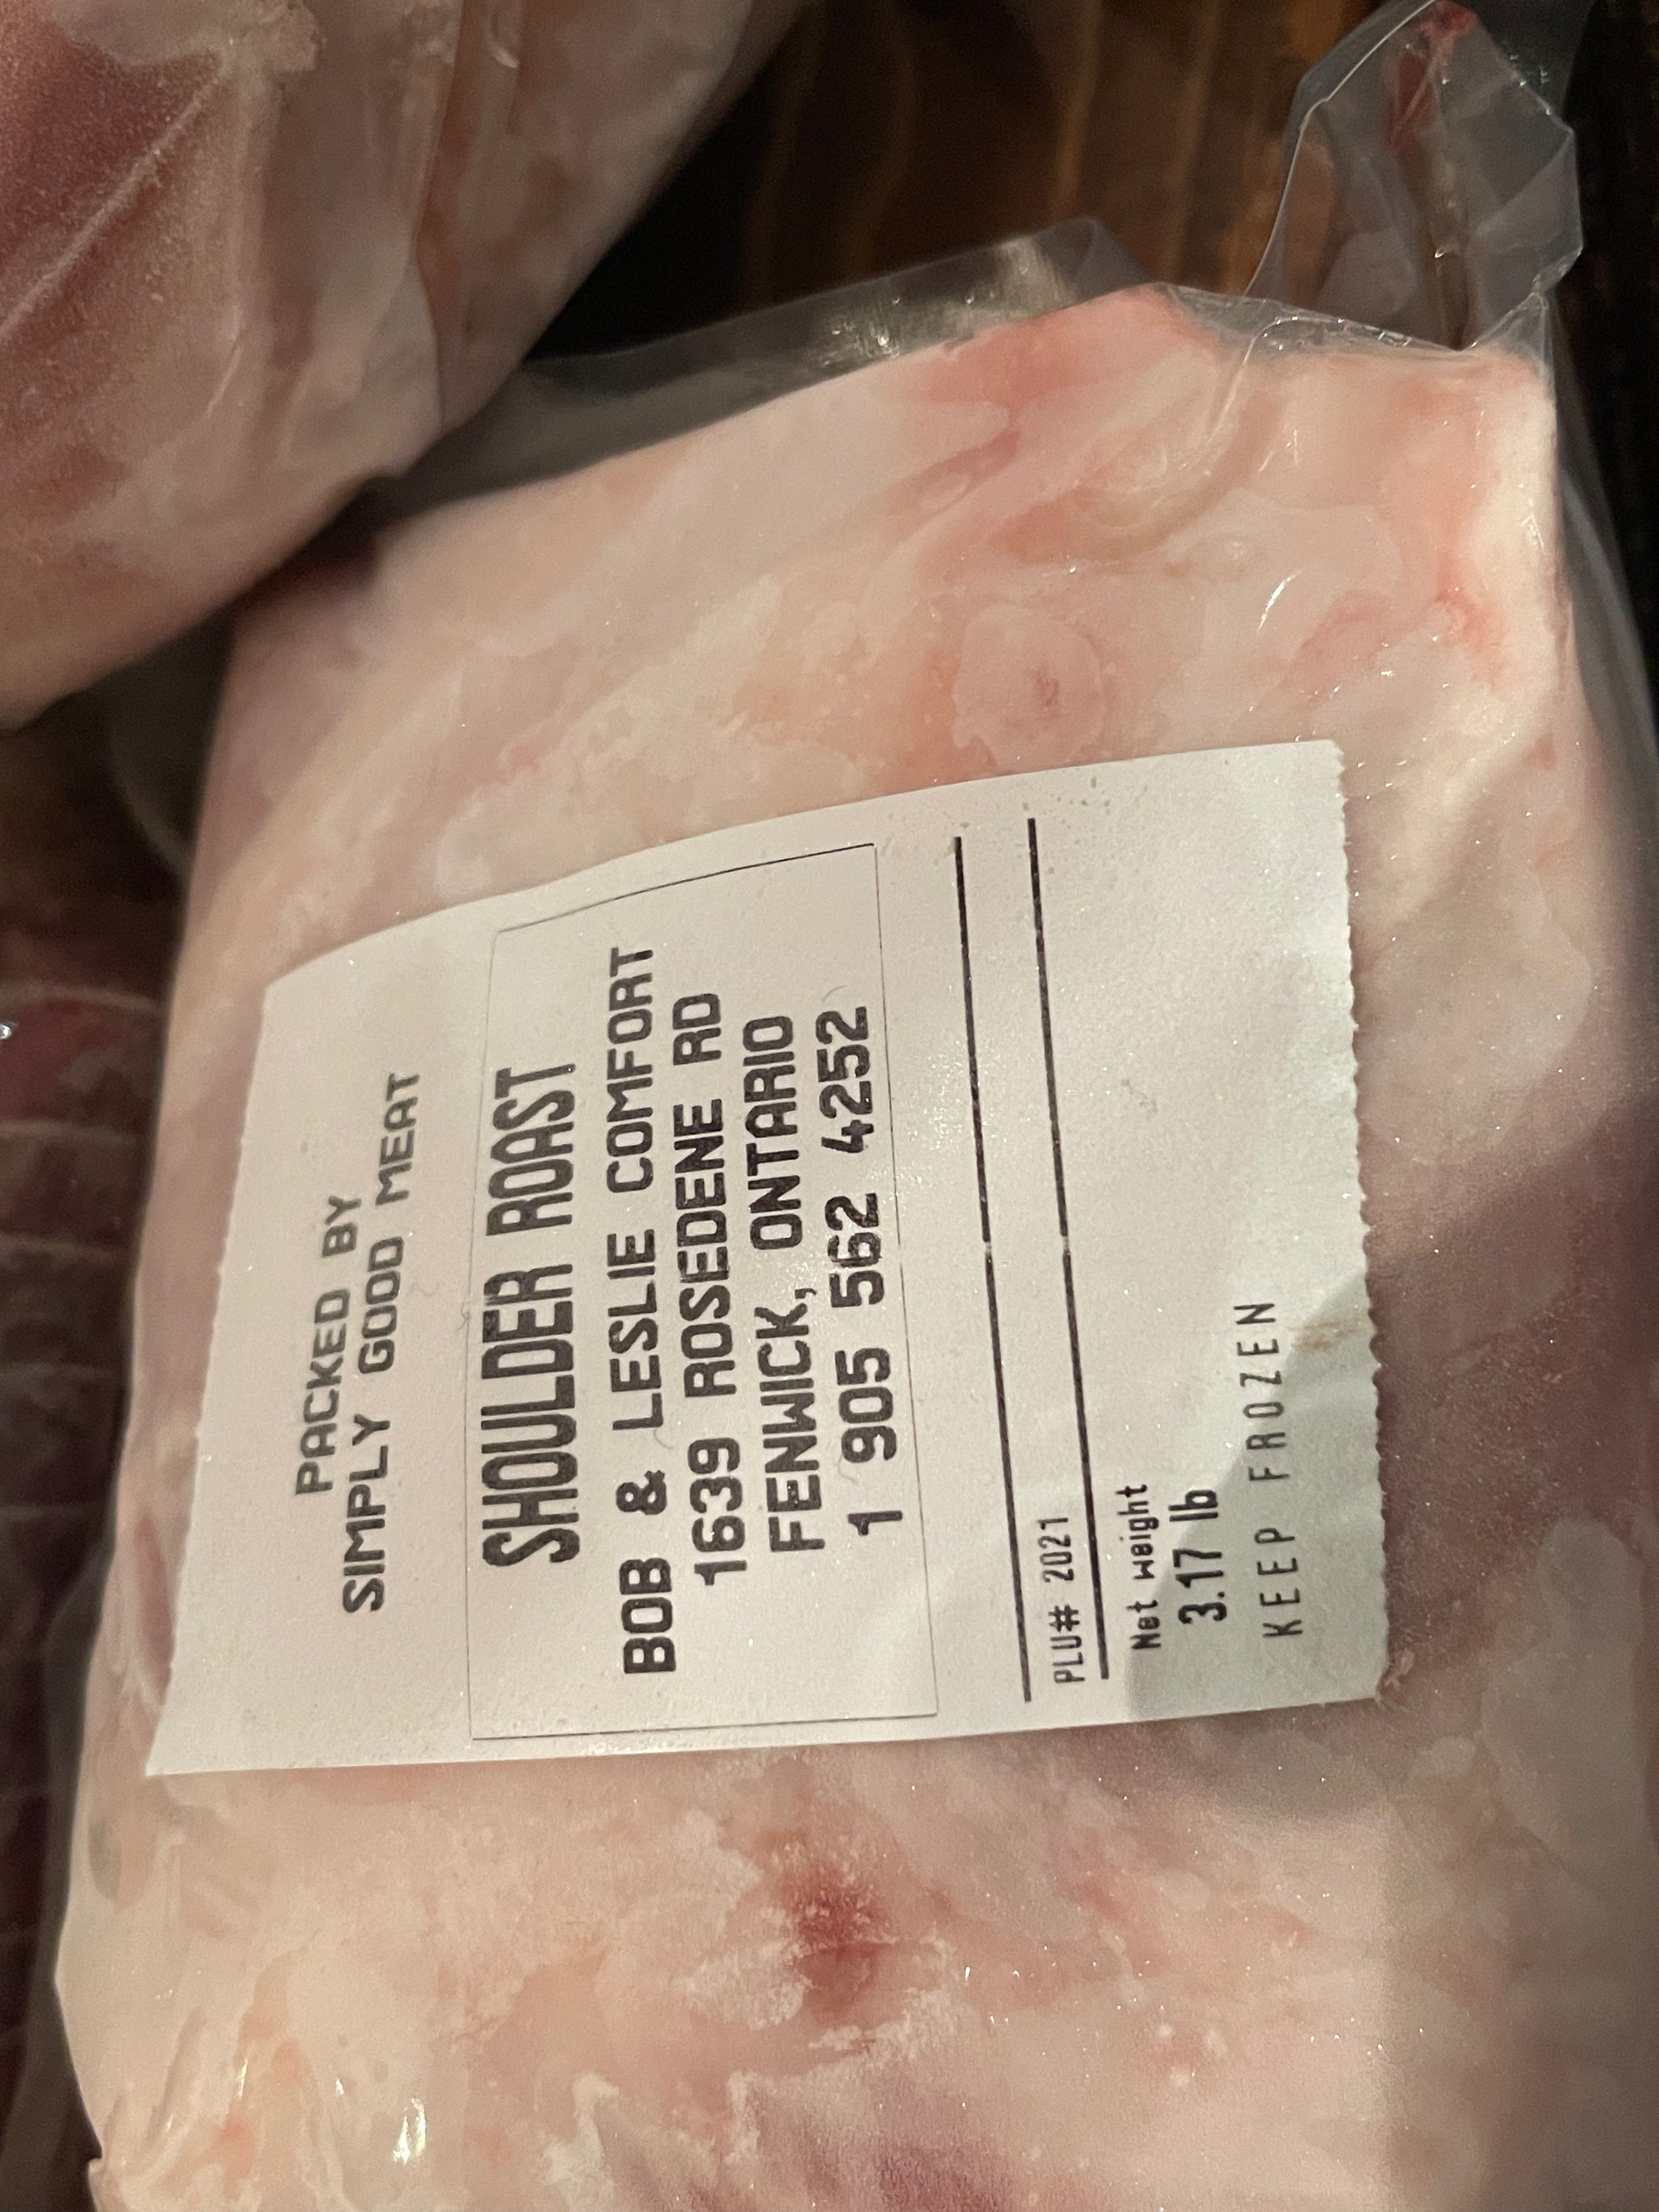 PACKED BY
SIMPLY GOOD MEAT
SHOULDER ROAST
BOB & LESLIE COMFORT
1639 ROSEDENE RD
FENWICK, ONTARIO
1 905 562 4252
PLU# 2021
Net weight
3.17 lb
KEEP FROZEN